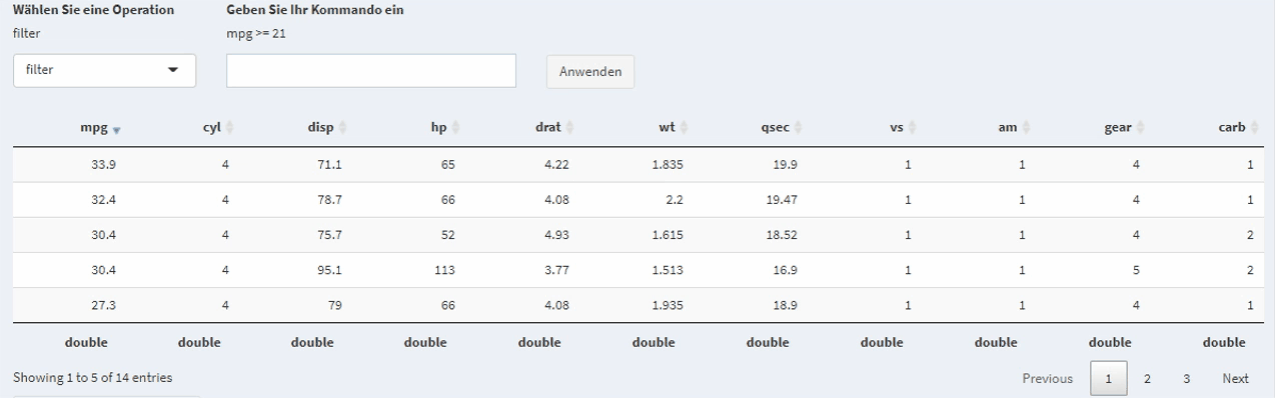 Wählen Sie eine Operation Geben Sie Ihr Kommando ein
filter mpg >= 21
filter Anwenden
mpg cyl disp hp drat wt qsec vs am gear carb
33.9 4 71.1 65 4.22 1.835 19.9 1 1 4 1
32.4 4 78.7 66 4.08 2.2 19.47 1 1 4 1
30.4 4 75.7 52 4.93 1.615 18.52 1 1 4 2
30.4 4 95.1 113 3.77 1.513 16.9 1 1 5 2
27.3 4 79 66 4.08 1.935 18.9 1 1 4 1
double double double double double double double double double double double
Showing 1 to 5 of 14 entries Previous 1 2 3 Next